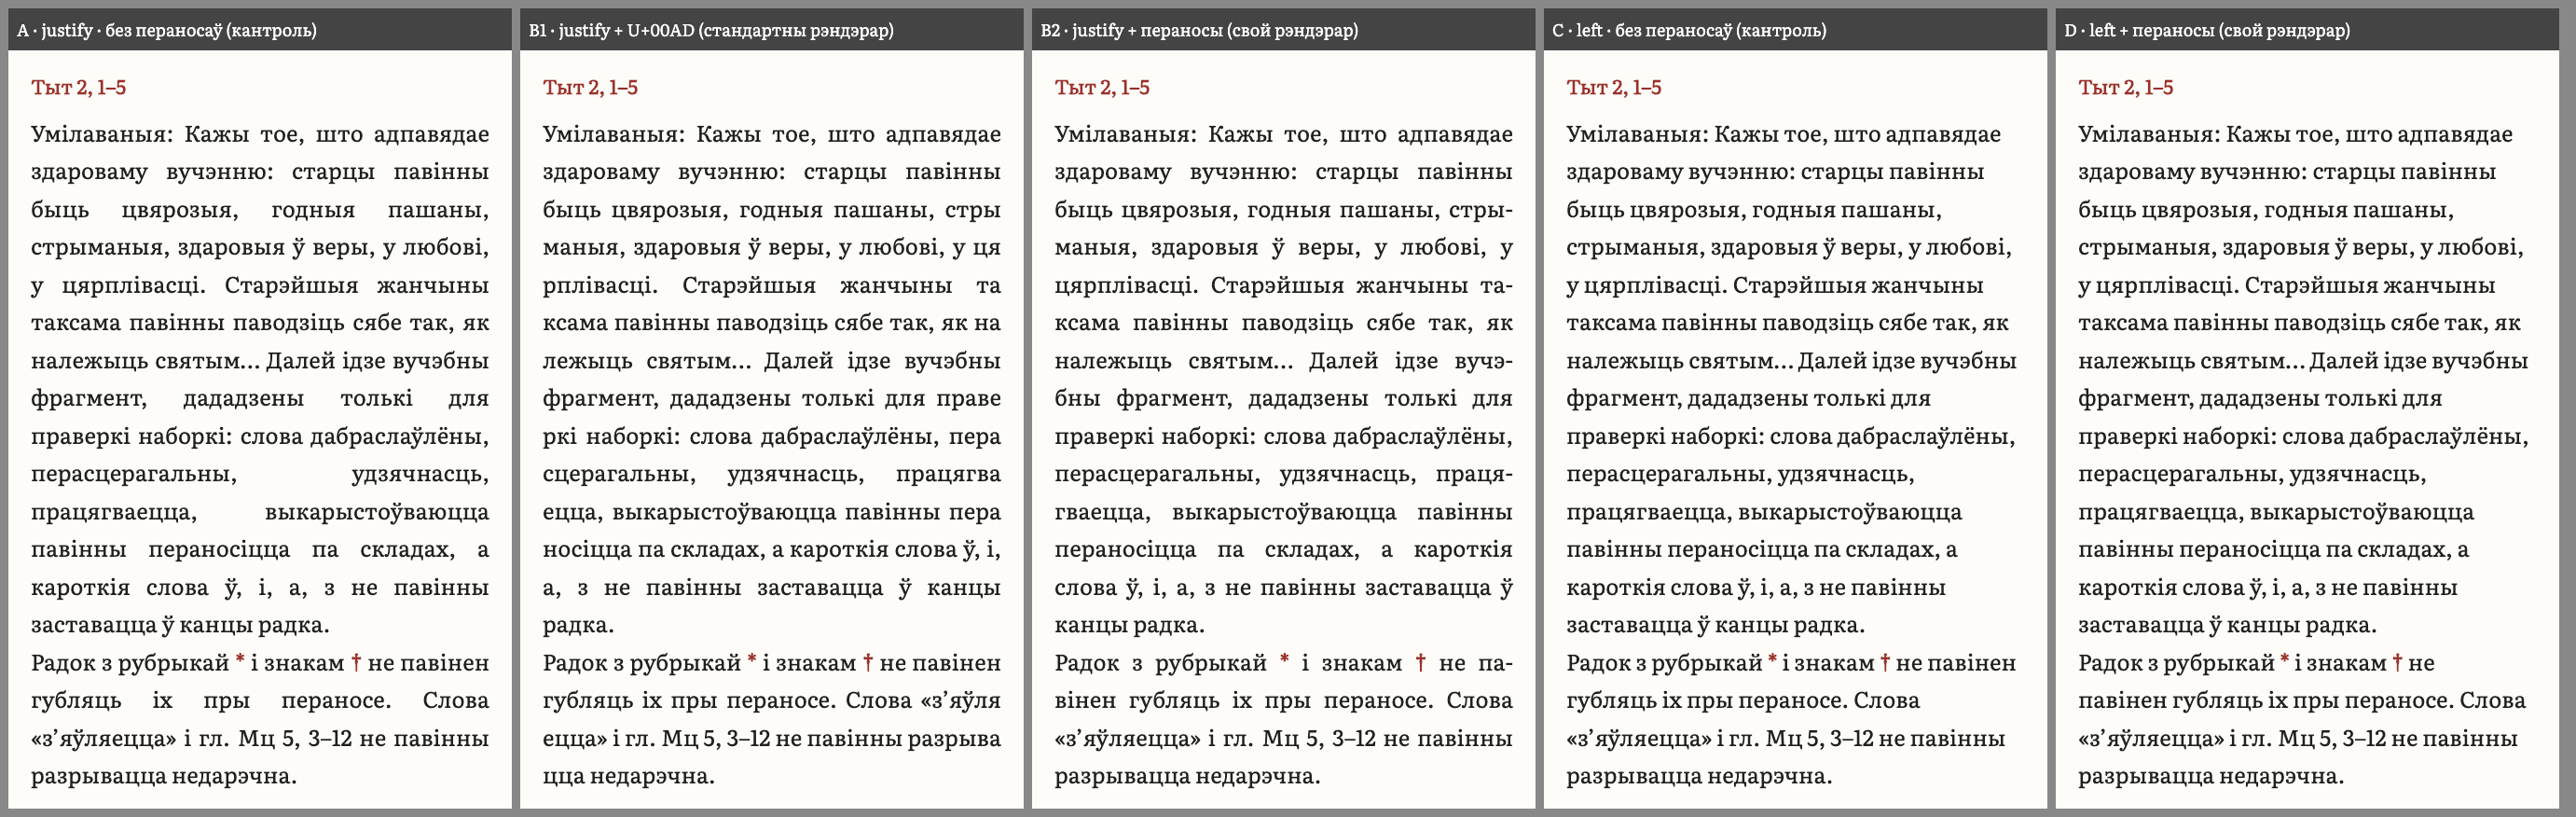 A · justify · без пераносаў (кантроль)
Тыт 2, 1–5
Умілаваныя: Кажы тое, што адпавядае
здароваму вучэнню: старцы павінны
быць цвярозыя, годныя пашаны,
стрыманыя, здаровыя ў веры, у любові,
у цярплівасці. Старэйшыя жанчыны
таксама павінны паводзіць сябе так, як
належыць святым... Далей ідзе вучэбны
фрагмент, дададзены толькі для
праверкі наборкі: слова дабраслаўлёны,
перасцерагальны, удзячнасць,
працягваецца, выкарыстоўваюцца
павінны пераносіцца па складах, а
кароткія слова ў, і, а, з не павінны
заставацца ў канцы радка.
Радок з рубрыкай * і знакам † не павінен
губляць іх пры пераносе. Слова
«з’яўляецца» і гл. Мц 5, 3–12 не павінны
разрывацца недарэчна.
B1 · justify + U+00AD (стандартны рэндэрар)
Тыт 2, 1–5
Умілаваныя: Кажы тое, што адпавядае
здароваму вучэнню: старцы павінны
быць цвярозыя, годныя пашаны, стры
маныя, здаровыя ў веры, у любові, у ця
рплівасці. Старэйшыя жанчыны та
ксама павінны паводзіць сябе так, як на
лежыць святым... Далей ідзе вучэбны
фрагмент, дададзены толькі для праве
ркі наборкі: слова дабраслаўлёны, пера
сцерагальны, удзячнасць, працягва
ецца, выкарыстоўваюцца павінны пера
носіцца па складах, а кароткія слова ў, і,
а, з не павінны заставацца ў канцы
радка.
Радок з рубрыкай * і знакам † не павінен
губляць іх пры пераносе. Слова «з’яўля
ецца» і гл. Мц 5, 3–12 не павінны разрыва
цца недарэчна.
B2 · justify + пераносы (свой рэндэрар)
Тыт 2, 1–5
Умілаваныя: Кажы тое, што адпавядае
здароваму вучэнню: старцы павінны
быць цвярозыя, годныя пашаны, стры-
маныя, здаровыя ў веры, у любові, у
цярплівасці. Старэйшыя жанчыны та-
ксама павінны паводзіць сябе так, як
належыць святым... Далей ідзе вучэ-
бны фрагмент, дададзены толькі для
праверкі наборкі: слова дабраслаўлёны,
перасцерагальны, удзячнасць, праця-
гваецца, выкарыстоўваюцца павінны
пераносіцца па складах, а кароткія
слова ў, і, а, з не павінны заставацца ў
канцы радка.
Радок з рубрыкай * і знакам † не па-
вінен губляць іх пры пераносе. Слова
«з’яўляецца» і гл. Мц 5, 3–12 не павінны
разрывацца недарэчна.
C · left · без пераносаў (кантроль)
Тыт 2, 1–5
Умілаваныя: Кажы тое, што адпавядае
здароваму вучэнню: старцы павінны
быць цвярозыя, годныя пашаны,
стрыманыя, здаровыя ў веры, у любові,
у цярплівасці. Старэйшыя жанчыны
таксама павінны паводзіць сябе так, як
належыць святым... Далей ідзе вучэбны
фрагмент, дададзены толькі для
праверкі наборкі: слова дабраслаўлёны,
перасцерагальны, удзячнасць,
працягваецца, выкарыстоўваюцца
павінны пераносіцца па складах, а
кароткія слова ў, і, а, з не павінны
заставацца ў канцы радка.
Радок з рубрыкай * і знакам † не павінен
губляць іх пры пераносе. Слова
«з’яўляецца» і гл. Мц 5, 3–12 не павінны
разрывацца недарэчна.
D · left + пераносы (свой рэндэрар)
Тыт 2, 1–5
Умілаваныя: Кажы тое, што адпавядае
здароваму вучэнню: старцы павінны
быць цвярозыя, годныя пашаны,
стрыманыя, здаровыя ў веры, у любові,
у цярплівасці. Старэйшыя жанчыны
таксама павінны паводзіць сябе так, як
належыць святым... Далей ідзе вучэбны
фрагмент, дададзены толькі для
праверкі наборкі: слова дабраслаўлёны,
перасцерагальны, удзячнасць,
працягваецца, выкарыстоўваюцца
павінны пераносіцца па складах, а
кароткія слова ў, і, а, з не павінны
заставацца ў канцы радка.
Радок з рубрыкай * і знакам † не
павінен губляць іх пры пераносе. Слова
«з’яўляецца» і гл. Мц 5, 3–12 не павінны
разрывацца недарэчна.